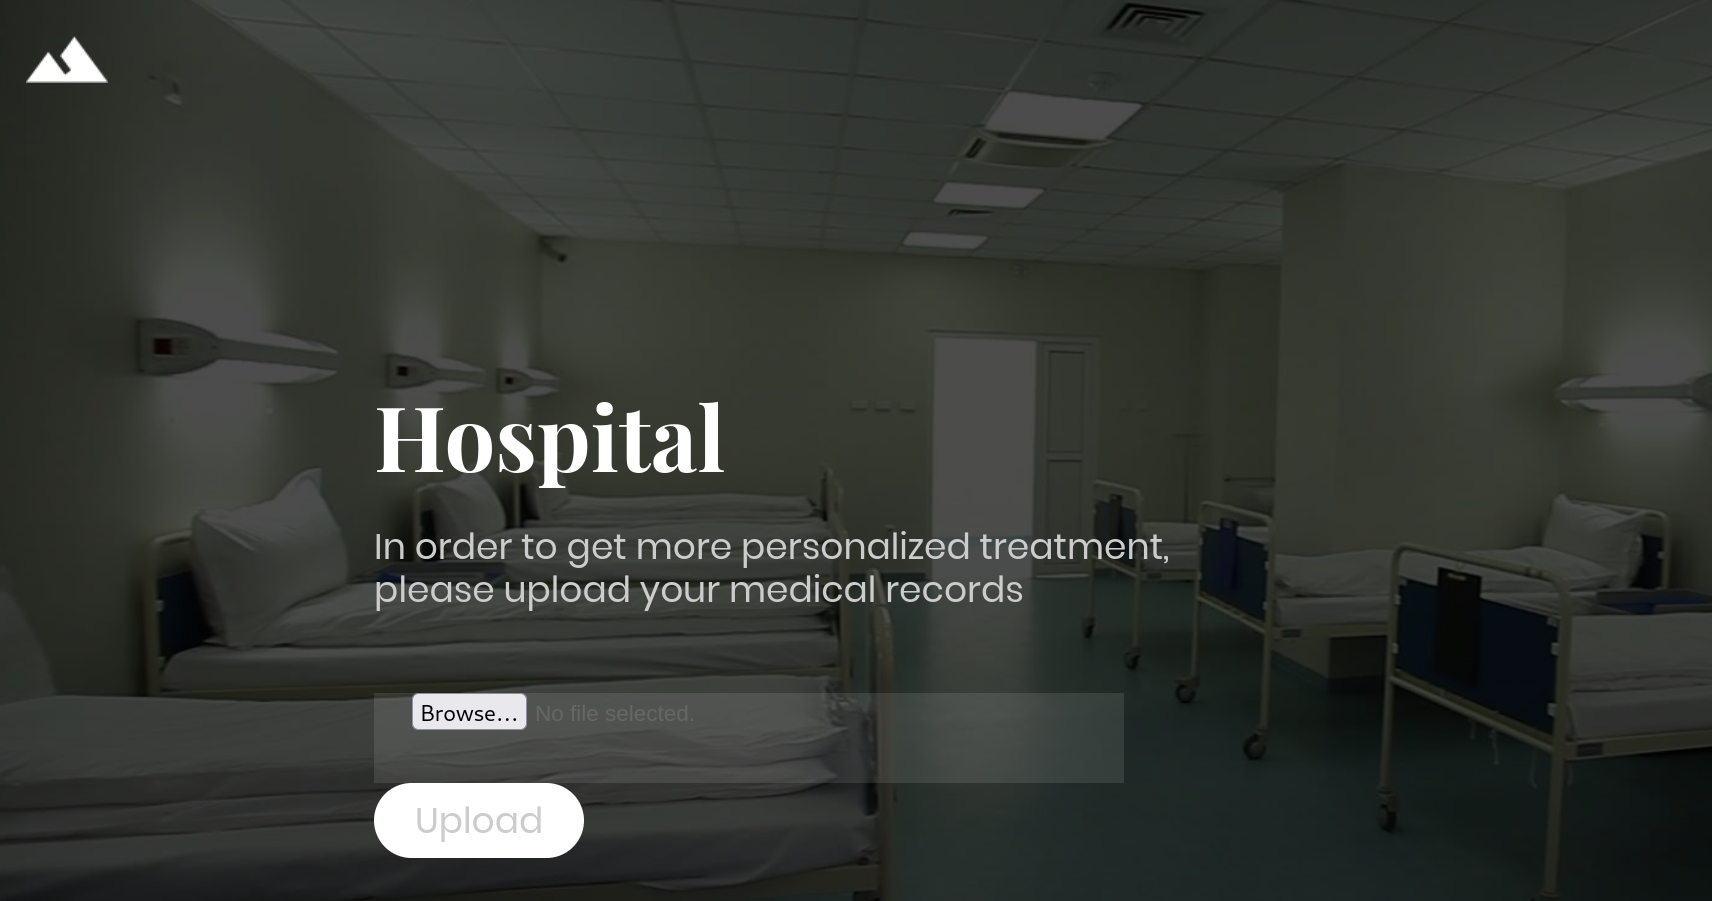 Hospital
In order to get more personalized treatment,
please upload your medical records
Browse... No file selected.
Upload